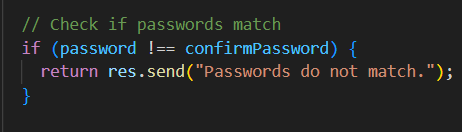 // Check if passwords match
if (password !== confirmPassword) {
  return res.send("Passwords do not match.");
}